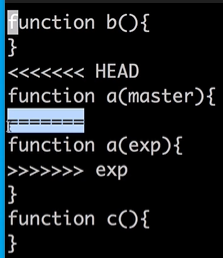 function b(){
}
<<<<<<< HEAD
function a(master){
=======
function a(exp){
>>>>>>> exp
}
function c(){
}